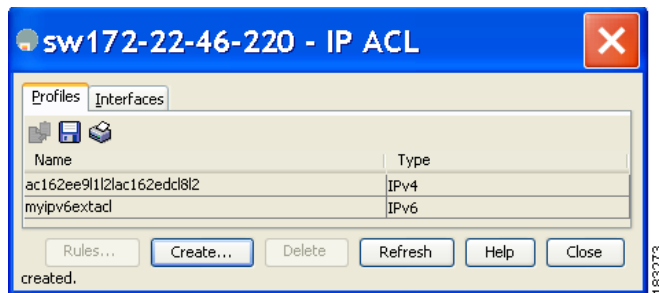 sw172-22-46-220 - IP ACL
Profiles Interfaces
Name Type
ac162ee9l1l2lac162edcl8l2 IPv4
myipv6extacl IPv6
Rules... Create... Delete Refresh Help Close
created.
183273